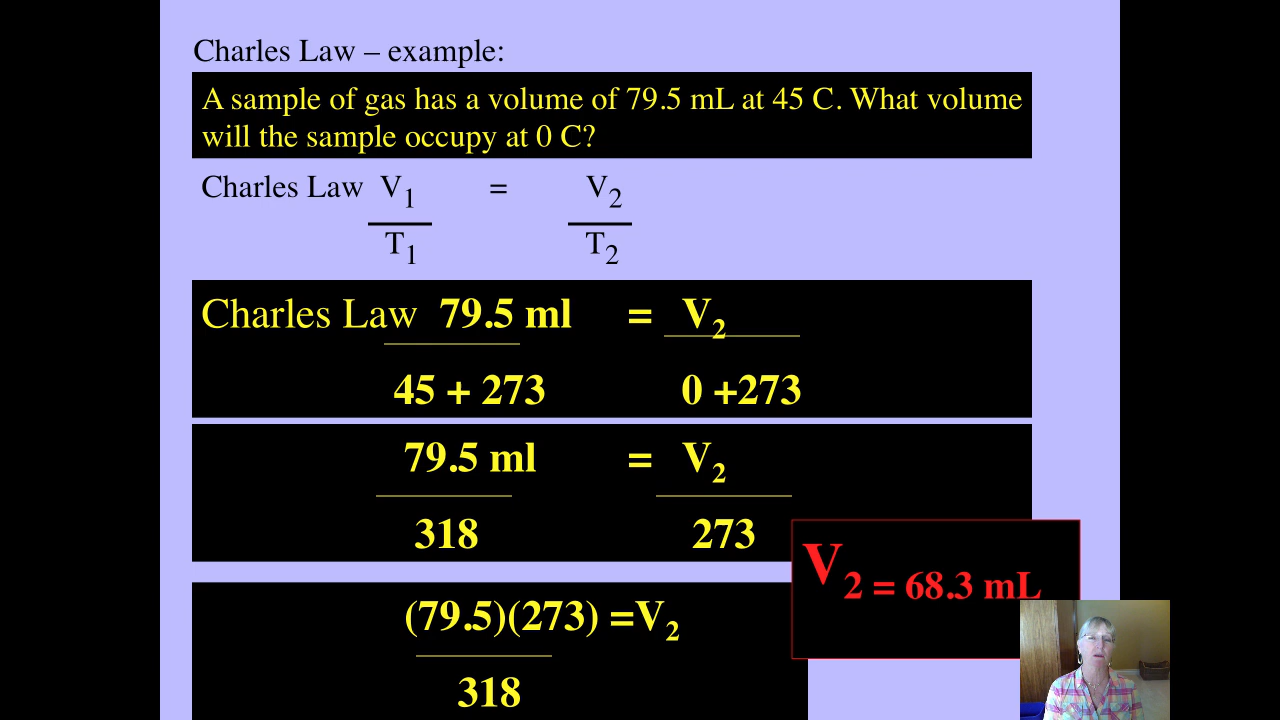 Charles Law – example:
A sample of gas has a volume of 79.5 mL at 45 C. What volume
will the sample occupy at 0 C?
Charles Law V1 = V2
T1 T2
Charles Law 79.5 ml = V2
45 + 273 0 +273
79.5 ml = V2
318 273
V2 = 68.3 mL
(79.5)(273) =V2
318